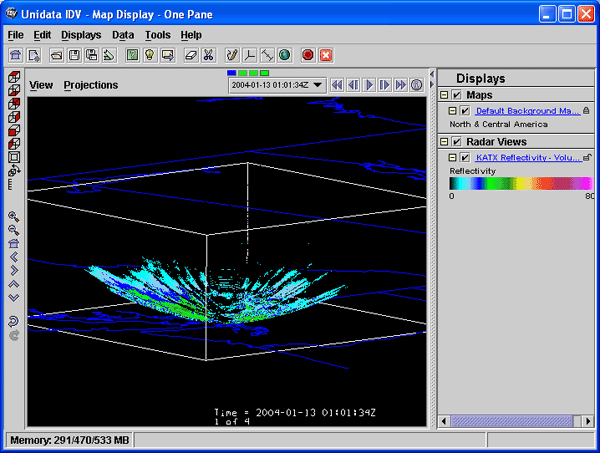 Unidata IDV - Map Display - One Pane
File Edit Displays Data Tools Help
View Projections
2004-01-13 01:01:34Z
Displays
Maps
Default Background Ma...
North & Central America
Radar Views
KATX Reflectivity - Volu...
Reflectivity
0 80
Time = 2004-01-13 01:01:34Z
1 of 4
Memory: 291/470/533 MB